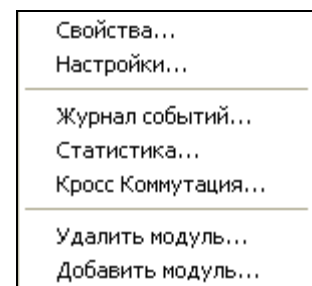 Свойства...
Настройки...
Журнал событий...
Статистика...
Кросс Коммутация...
Удалить модуль...
Добавить модуль...